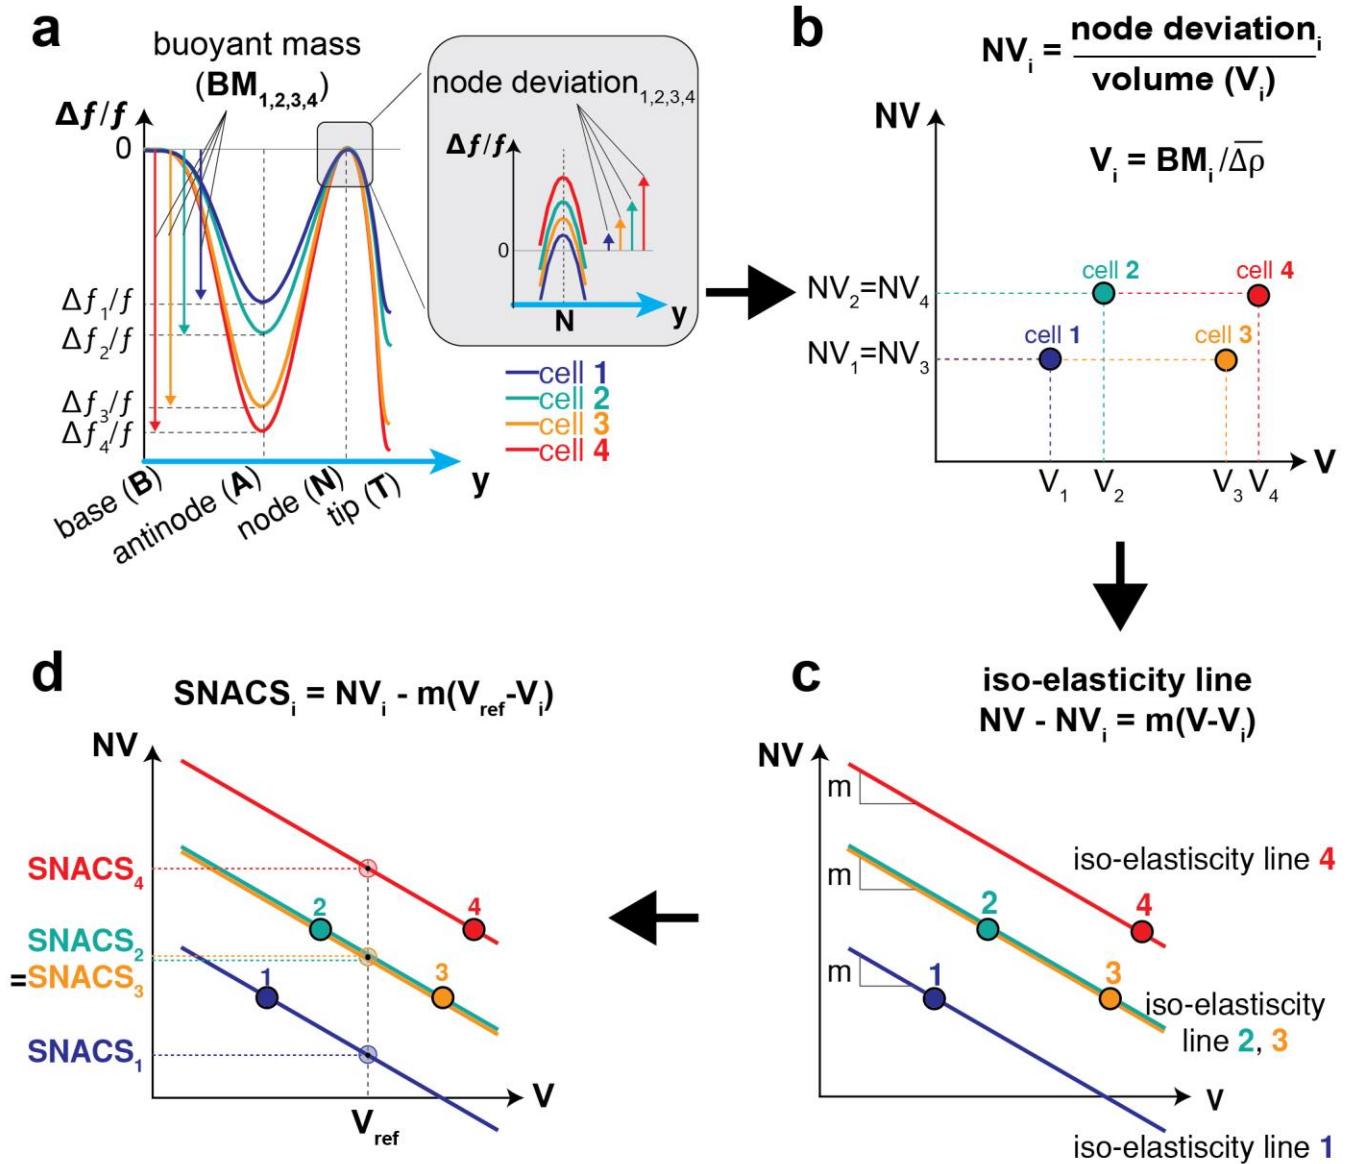 a
buoyant mass
(BM1,2,3,4)
Δf/f
0
Δf1/f
Δf2/f
Δf3/f
Δf4/f
base (B)
antinode (A)
node (N)
tip (T)
y
node deviation1,2,3,4
Δf/f
0
N
y
cell 1
cell 2
cell 3
cell 4
b
NVi = node deviationi
volume (Vi)
Vi = BMi/Δρ̅
NV
NV2=NV4
NV1=NV3
cell 2
cell 4
cell 1
cell 3
V1
V2
V3
V4
V
c
iso-elasticity line
NV - NVi = m(V-Vi)
NV
m
m
m
iso-elastiscity line 4
4
2
1
3
iso-elastiscity
line 2, 3
V
iso-elastiscity line 1
d
SNACSi = NVi - m(Vref-Vi)
NV
SNACS4
SNACS2
=SNACS3
SNACS1
2
4
1
3
V
Vref